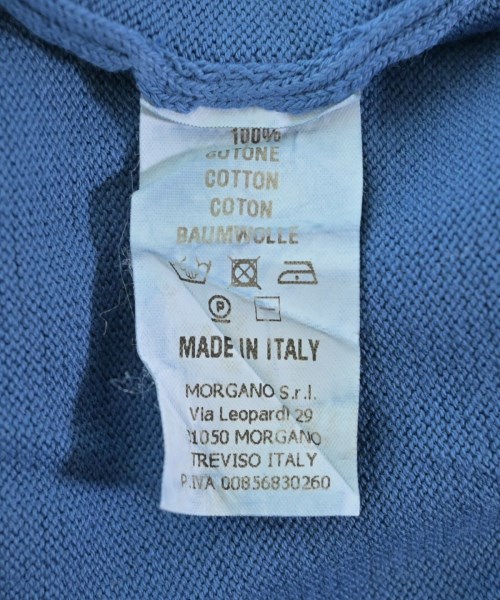 100%
COTONE
COTTON
COTON
BAUMWOLLE
P
MADE IN ITALY
MORGANO S.r.l.
Via Leopardi 29
31050 MORGANO
TREVISO ITALY
P.IVA 00856830260